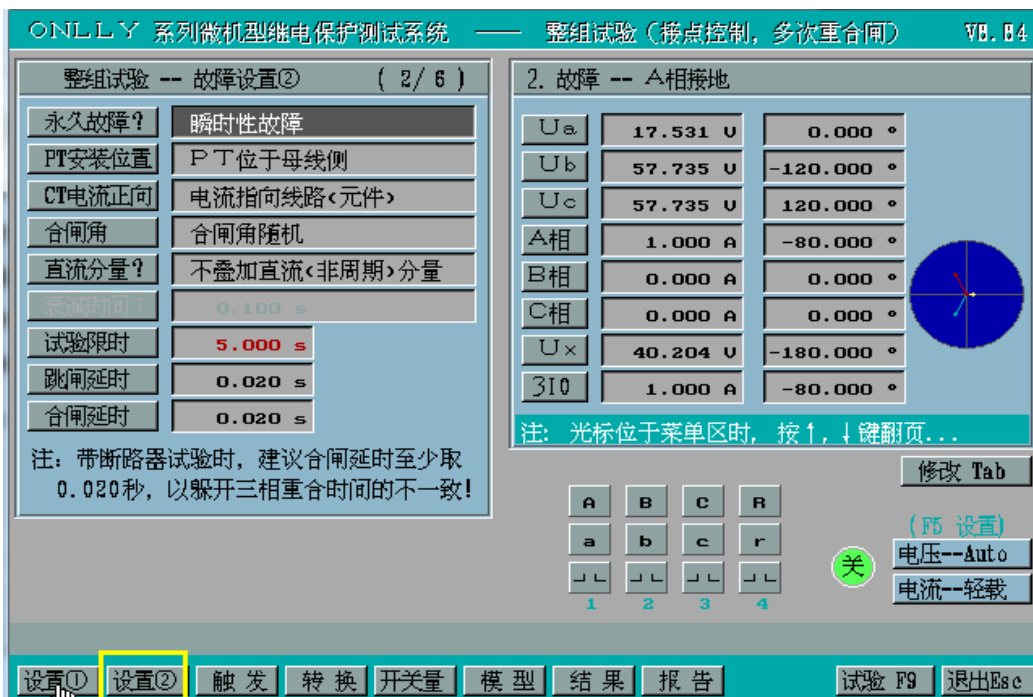 ONLLY 系列微机型继电保护测试系统 —— 整组试验（接点控制, 多次重合闸） V8.04
整组试验 -- 故障设置② ( 2/ 6 )
永久故障? 瞬时性故障
PT安装位置 PT位于母线侧
CT电流正向 电流指向线路<元件>
合闸角 合闸角随机
直流分量? 不叠加直流<非周期>分量
衰减时间τ 0.100 s
试验限时 5.000 s
跳闸延时 0.020 s
合闸延时 0.020 s
注: 带断路器试验时, 建议合闸延时至少取
0.020秒, 以躲开三相重合时间的不一致!
2. 故障 -- A相接地
Ua 17.531 V 0.000 °
Ub 57.735 V -120.000 °
Uc 57.735 V 120.000 °
A相 1.000 A -80.000 °
B相 0.000 A 0.000 °
C相 0.000 A 0.000 °
Ux 40.204 V -180.000 °
3I0 1.000 A -80.000 °
注: 光标位于菜单区时, 按↑, ↓键翻页...
修改 Tab
A B C R
a b c r
1 2 3 4
关
(F5 设置)
电压--Auto
电流--轻载
设置① 设置② 触 发 转 换 开关量 模 型 结 果 报 告 试验 F9 退出Esc